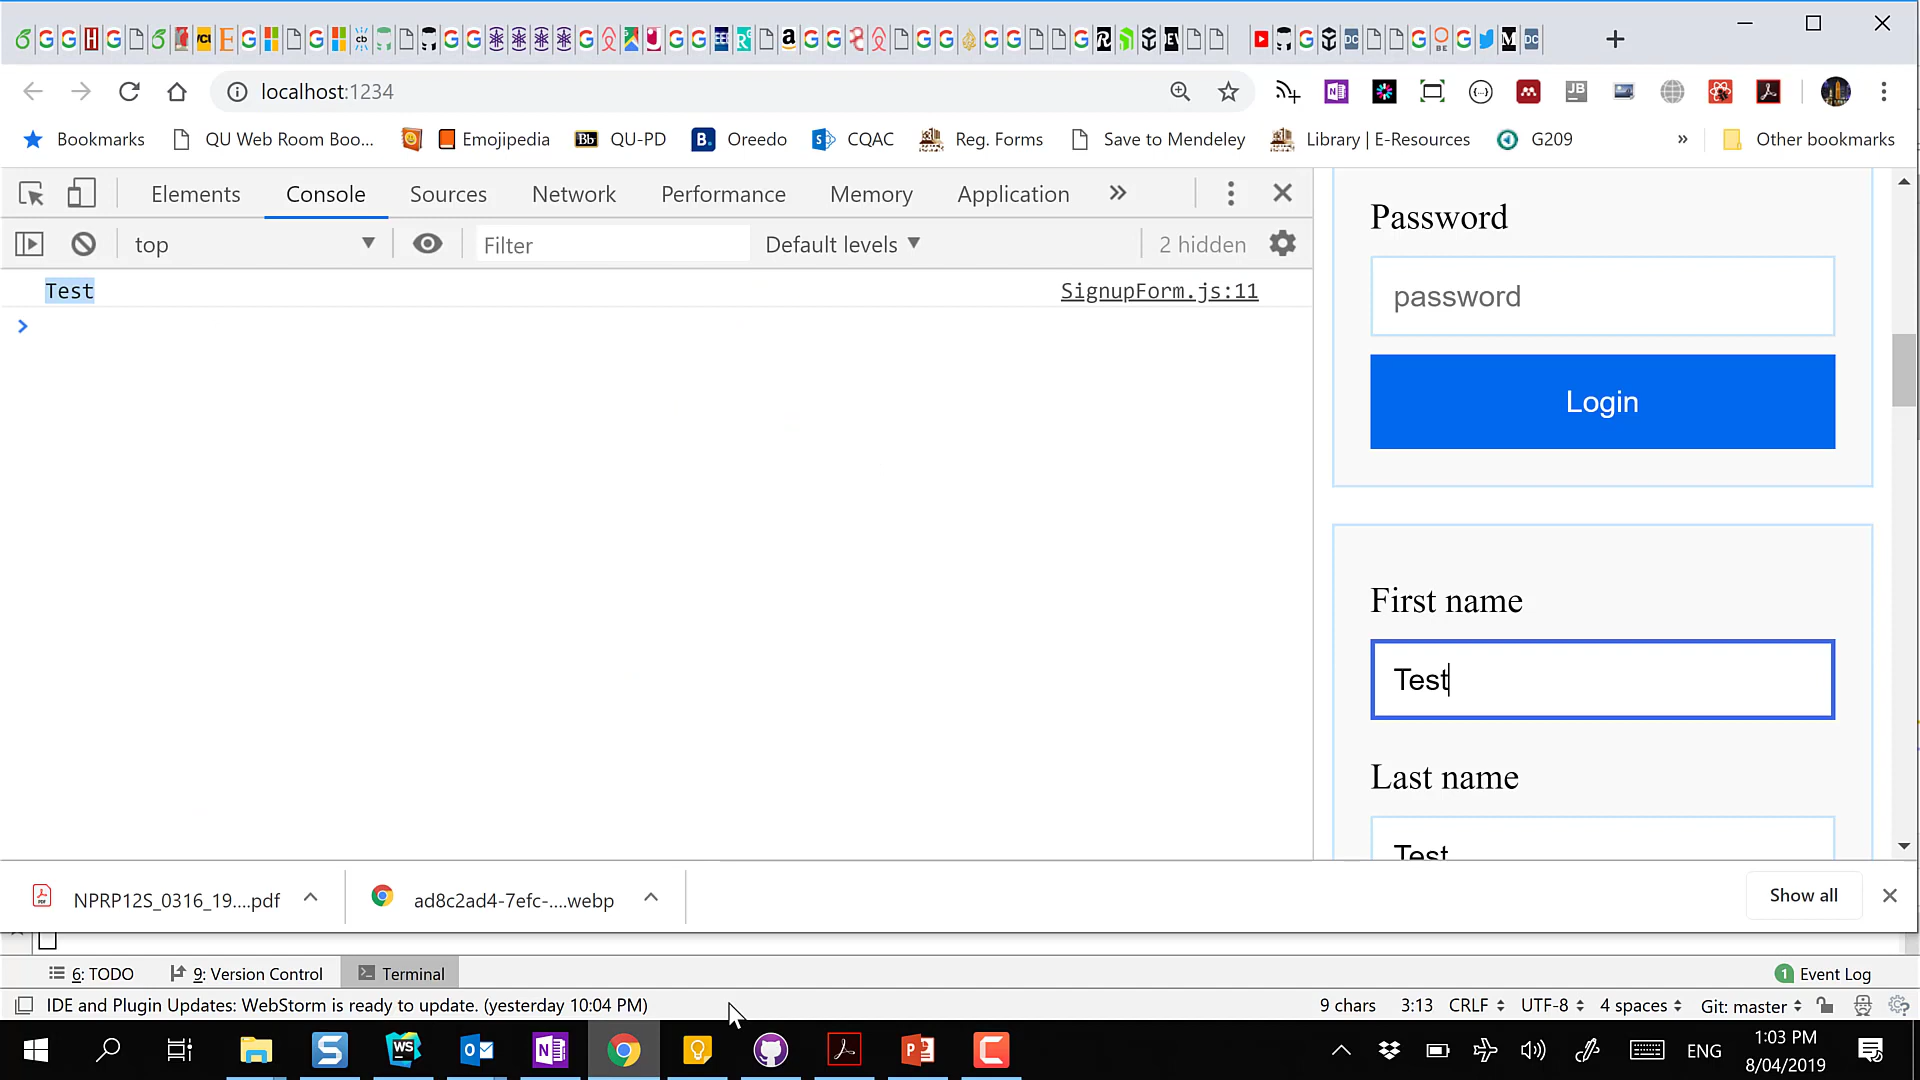 localhost:1234
Bookmarks QU Web Room Boo... Emojipedia QU-PD Oreedo CQAC Reg. Forms Save to Mendeley Library | E-Resources G209 » Other bookmarks
Elements Console Sources Network Performance Memory Application »
top Filter Default levels 2 hidden
Test SignupForm.js:11
>
Password
password
Login
First name
Test
Last name
Test
NPRP12S_0316_19....pdf ad8c2ad4-7efc-....webp Show all
6: TODO 9: Version Control Terminal 1 Event Log
IDE and Plugin Updates: WebStorm is ready to update. (yesterday 10:04 PM) 9 chars 3:13 CRLF UTF-8 4 spaces Git: master
ENG 1:03 PM
8/04/2019